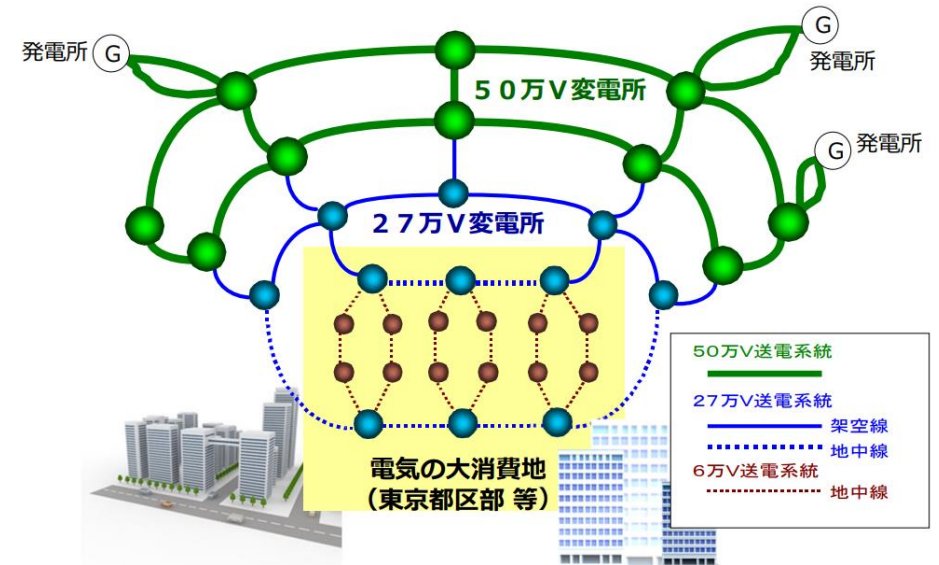 発電所 G
G
発電所
50万V変電所
G 発電所
27万V変電所
電気の大消費地
(東京都区部 等)
50万V送電系統
27万V送電系統
架空線
地中線
6万V送電系統
地中線